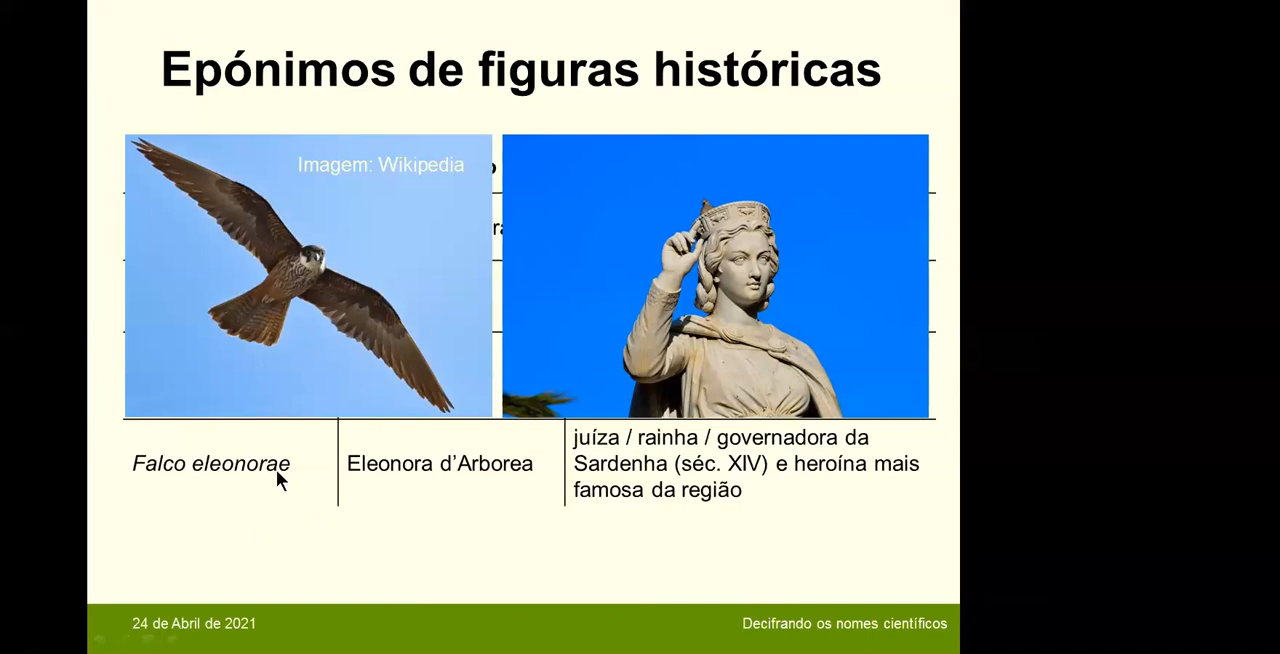 Epónimos de figuras históricas
Imagem: Wikipedia
Falco eleonorae
Eleonora d’Arborea
juíza / rainha / governadora da
Sardenha (séc. XIV) e heroína mais
famosa da região
24 de Abril de 2021
Decifrando os nomes científicos